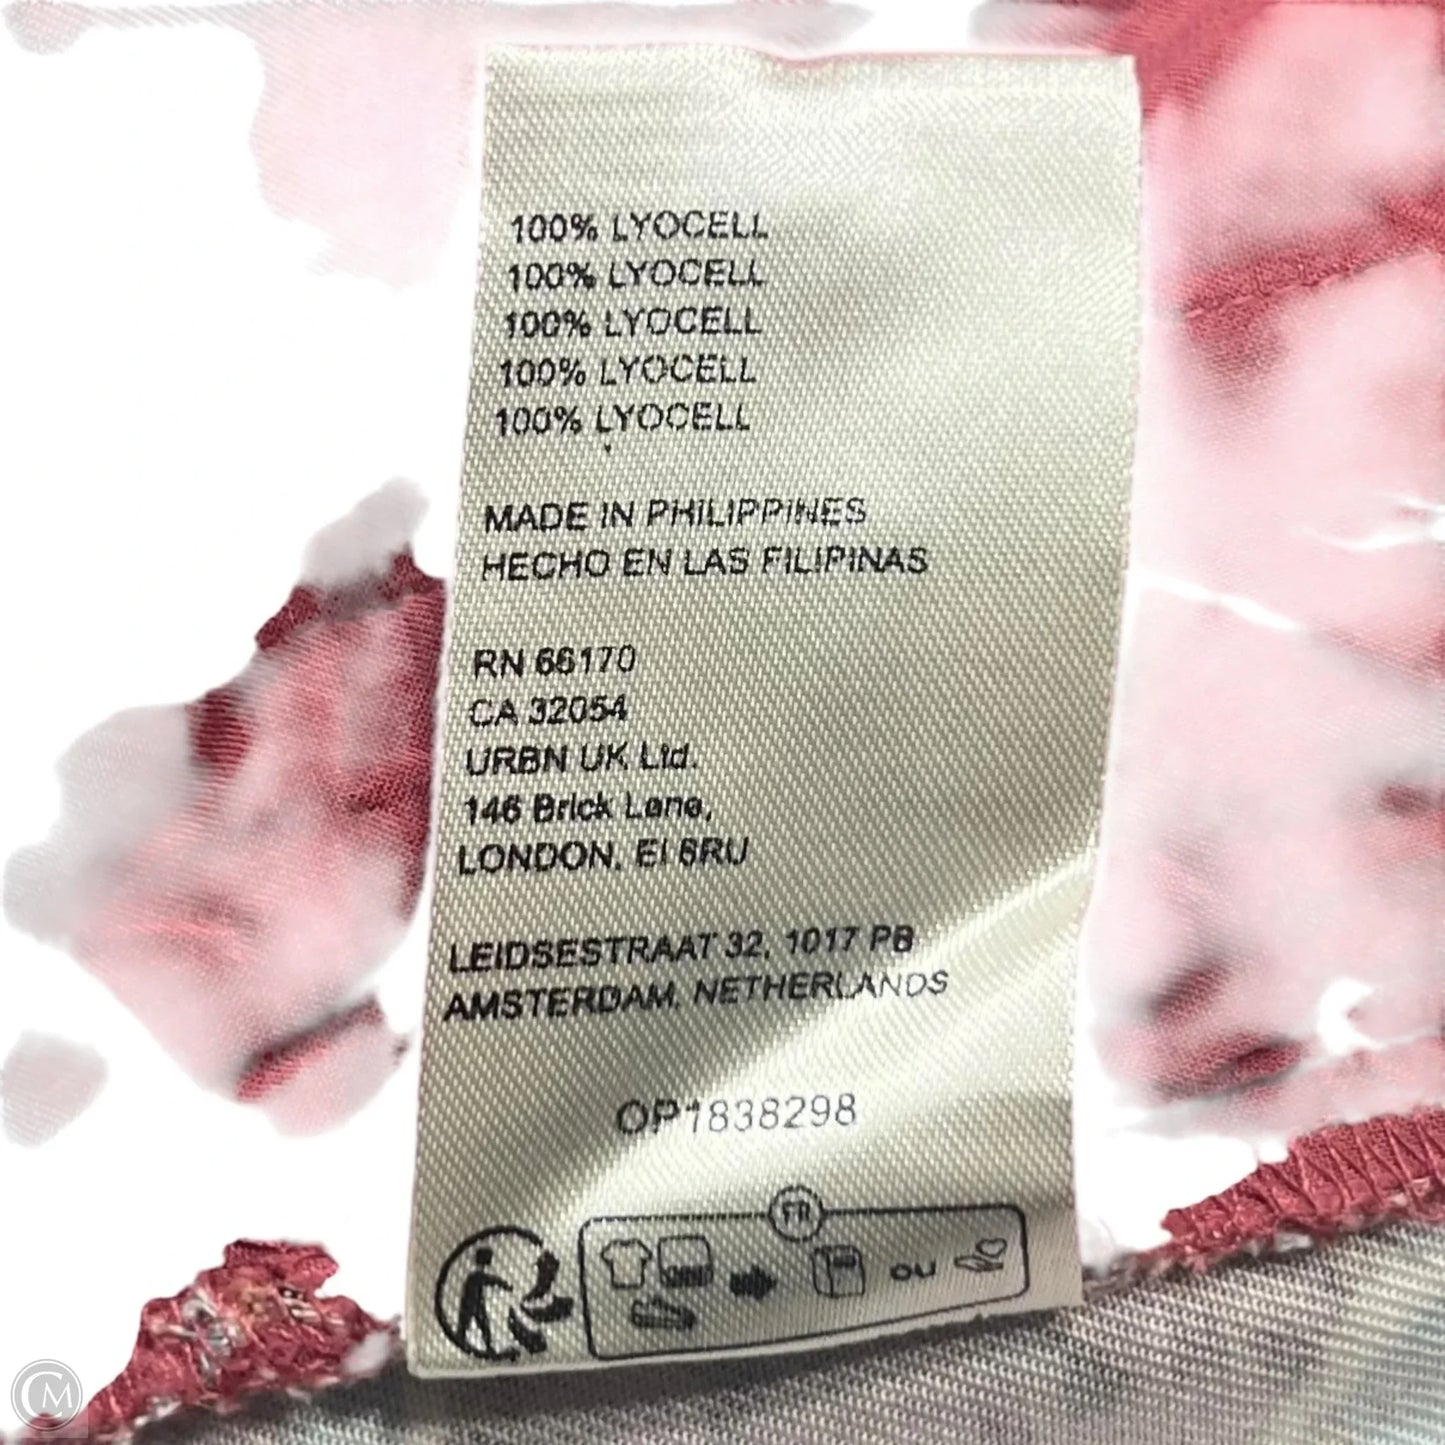 100% LYOCELL
100% LYOCELL
100% LYOCELL
100% LYOCELL
100% LYOCELL
MADE IN PHILIPPINES
HECHO EN LAS FILIPINAS
RN 66170
CA 32054
URBN UK Ltd.
146 Brick Lane,
LONDON, EI 6RU
LEIDSESTRAAT 32, 1017 PB
AMSTERDAM, NETHERLANDS
OP1838298
FR
ou
CM